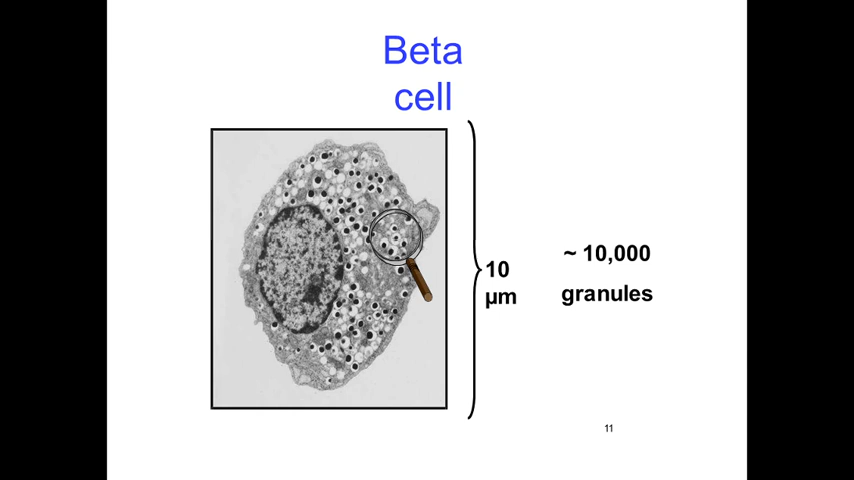 Beta
cell
10
µm
~ 10,000
granules
11